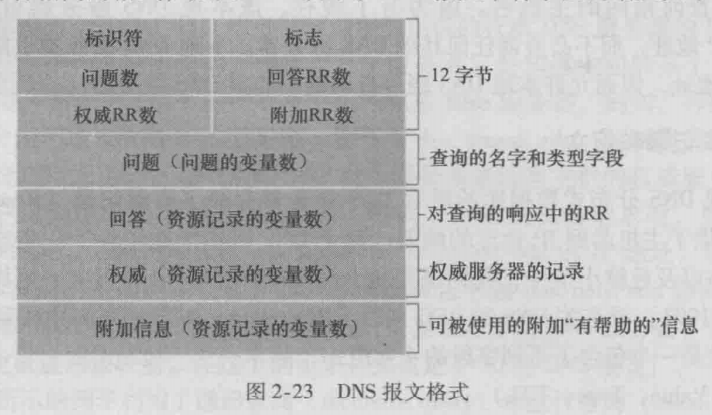 标识符 标志
问题数 回答RR数 12字节
权威RR数 附加RR数
问题（问题的变量数） 查询的名字和类型字段
回答（资源记录的变量数） 对查询的响应中的RR
权威（资源记录的变量数） 权威服务器的记录
附加信息（资源记录的变量数） 可被使用的附加“有帮助的”信息
图 2-23 DNS 报文格式